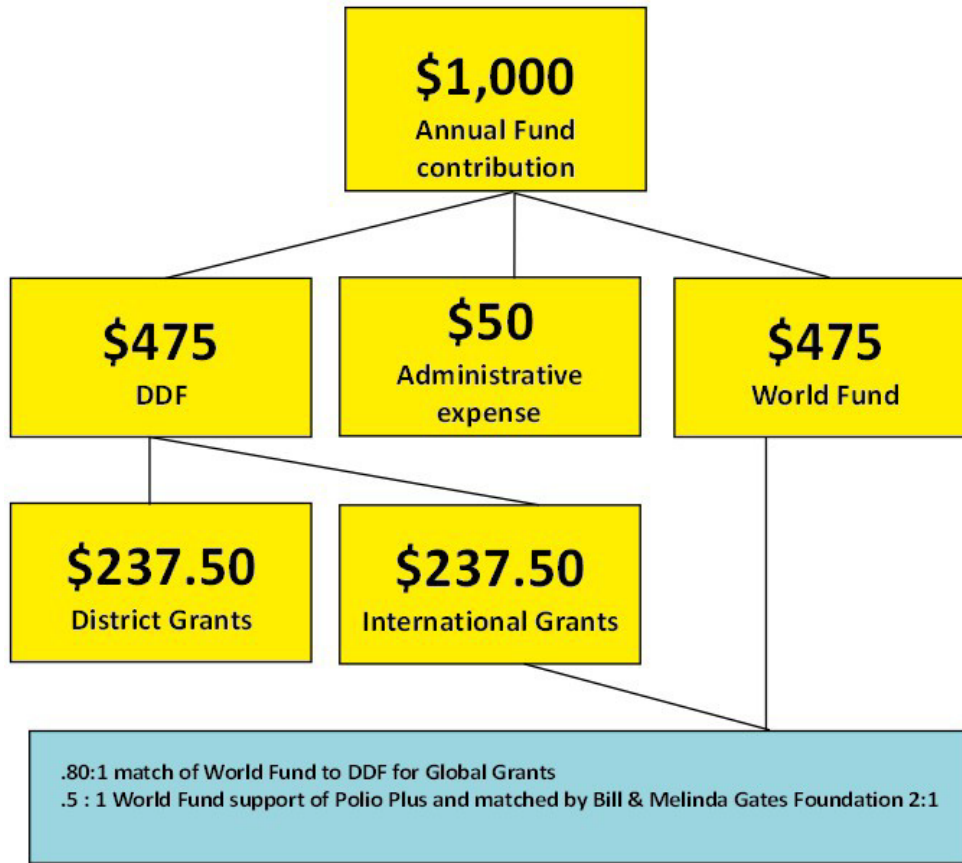 $1,000
Annual Fund
contribution
$475
DDF
$50
Administrative
expense
$475
World Fund
$237.50
District Grants
$237.50
International Grants
.80:1 match of World Fund to DDF for Global Grants
.5 : 1 World Fund support of Polio Plus and matched by Bill & Melinda Gates Foundation 2:1